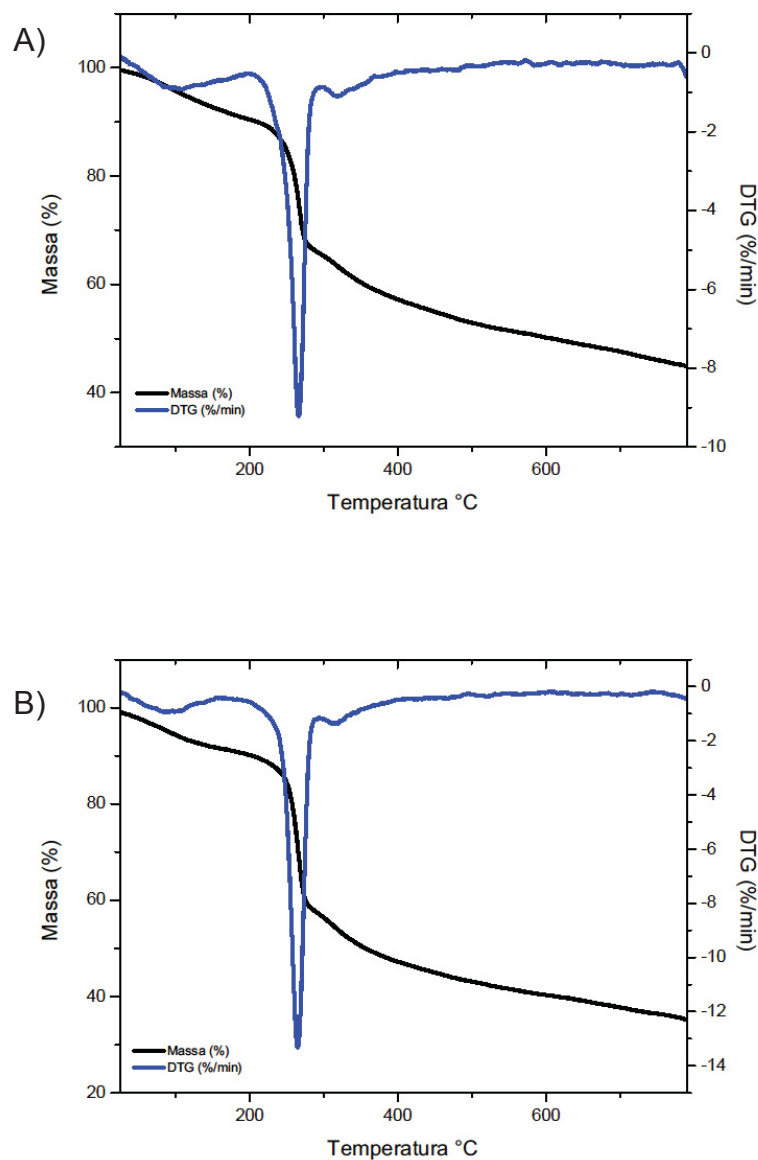 A)
100
80
60
40
Massa (%)
0
-2
-4
-6
-8
-10
DTG (%/min)
Massa (%)
DTG (%/min)
200
400
600
Temperatura °C
B)
100
80
60
40
20
Massa (%)
0
-2
-4
-6
-8
-10
-12
-14
DTG (%/min)
Massa (%)
DTG (%/min)
200
400
600
Temperatura °C